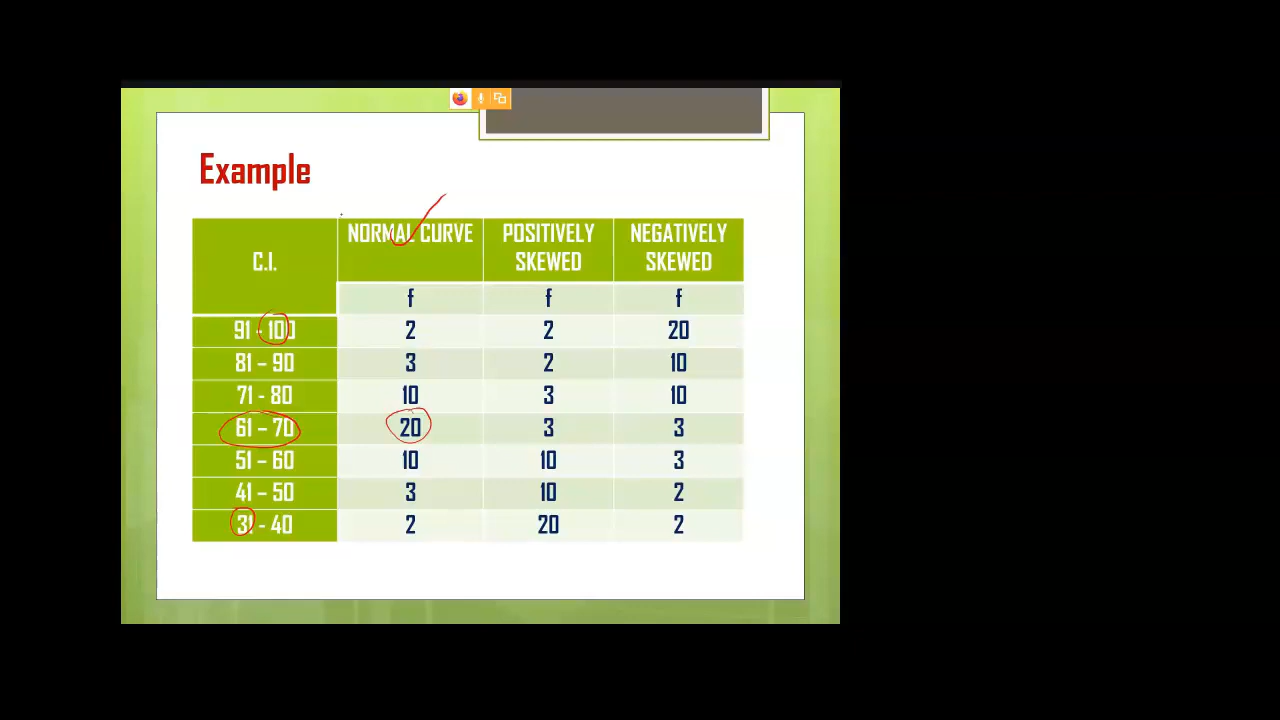 Example
C.I. NORMAL CURVE POSITIVELY SKEWED NEGATIVELY SKEWED
f f f
91 - 100 2 2 20
81 – 90 3 2 10
71 - 80 10 3 10
61 – 70 20 3 3
51 – 60 10 10 3
41 – 50 3 10 2
31 - 40 2 20 2